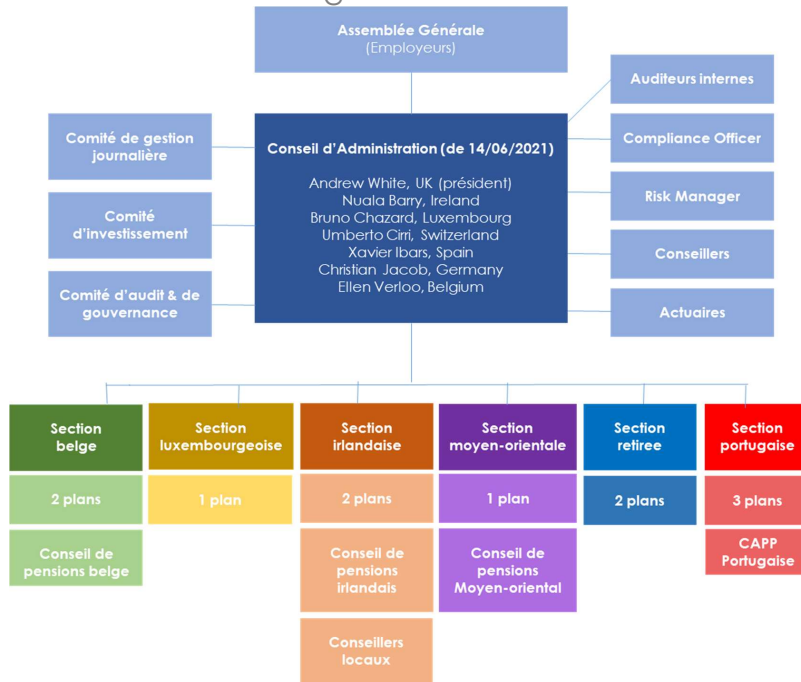 Assemblée Générale
(Employeurs)
Auditeurs internes
Comité de gestion
journalière
Conseil d'Administration (de 14/06/2021)
Compliance Officer
Andrew White, UK (président)
Nuala Barry, Ireland
Bruno Chazard, Luxembourg
Umberto Cirri, Switzerland
Xavier Ibars, Spain
Christian Jacob, Germany
Ellen Verloo, Belgium
Risk Manager
Comité
d'investissement
Conseillers
Comité d'audit & de
gouvernance
Actuaires
Section
belge
Section
luxembourgeoise
Section
irlandaise
Section
moyen-orientale
Section
retiree
Section
portugaise
2 plans
1 plan
2 plans
1 plan
2 plans
3 plans
Conseil de
pensions belge
Conseil de
pensions
irlandais
Conseil de
pensions
Moyen-oriental
CAPP
Portugaise
Conseillers
locaux